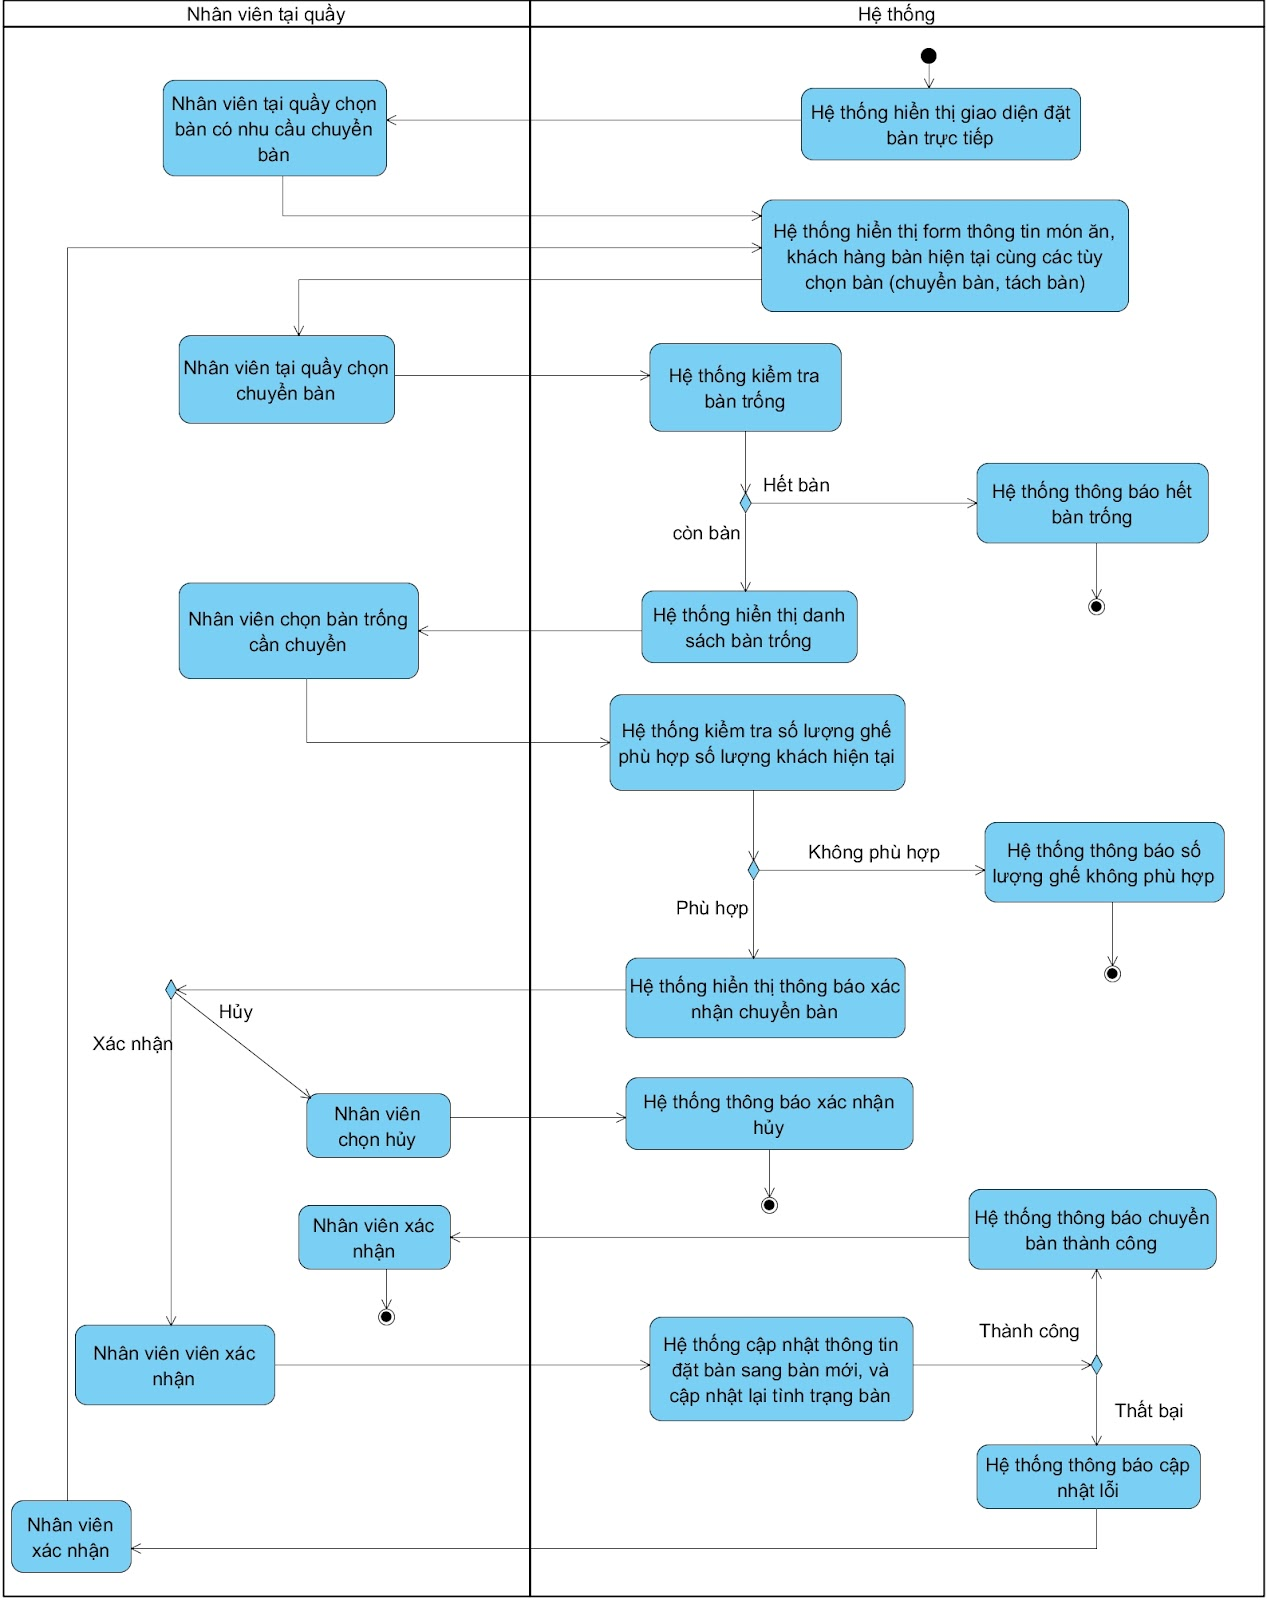 Nhân viên tại quầy
Hệ thống
Hệ thống hiển thị giao diện đặt
bàn trực tiếp
Nhân viên tại quầy chọn
bàn có nhu cầu chuyển
bàn
Hệ thống hiển thị form thông tin món ăn,
khách hàng bàn hiện tại cùng các tùy
chọn bàn (chuyển bàn, tách bàn)
Nhân viên tại quầy chọn
chuyển bàn
Hệ thống kiểm tra
bàn trống
Hết bàn
Hệ thống thông báo hết
bàn trống
còn bàn
Hệ thống hiển thị danh
sách bàn trống
Nhân viên chọn bàn trống
cần chuyển
Hệ thống kiểm tra số lượng ghế
phù hợp số lượng khách hiện tại
Không phù hợp
Hệ thống thông báo số
lượng ghế không phù hợp
Phù hợp
Hệ thống hiển thị thông báo xác
nhận chuyển bàn
Hủy
Xác nhận
Nhân viên
chọn hủy
Hệ thống thông báo xác nhận
hủy
Hệ thống thông báo chuyển
bàn thành công
Nhân viên xác
nhận
Thành công
Nhân viên viên xác
nhận
Hệ thống cập nhật thông tin
đặt bàn sang bàn mới, và
cập nhật lại tình trạng bàn
Thất bại
Hệ thống thông báo cập
nhật lỗi
Nhân viên
xác nhận